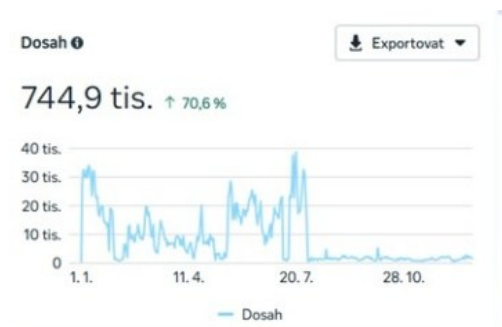 Dosah
Exportovat
744,9 tis. ↑ 70,6 %
40 tis.
30 tis.
20 tis.
10 tis.
0
1. 1. 11. 4. 20. 7. 28. 10.
Dosah